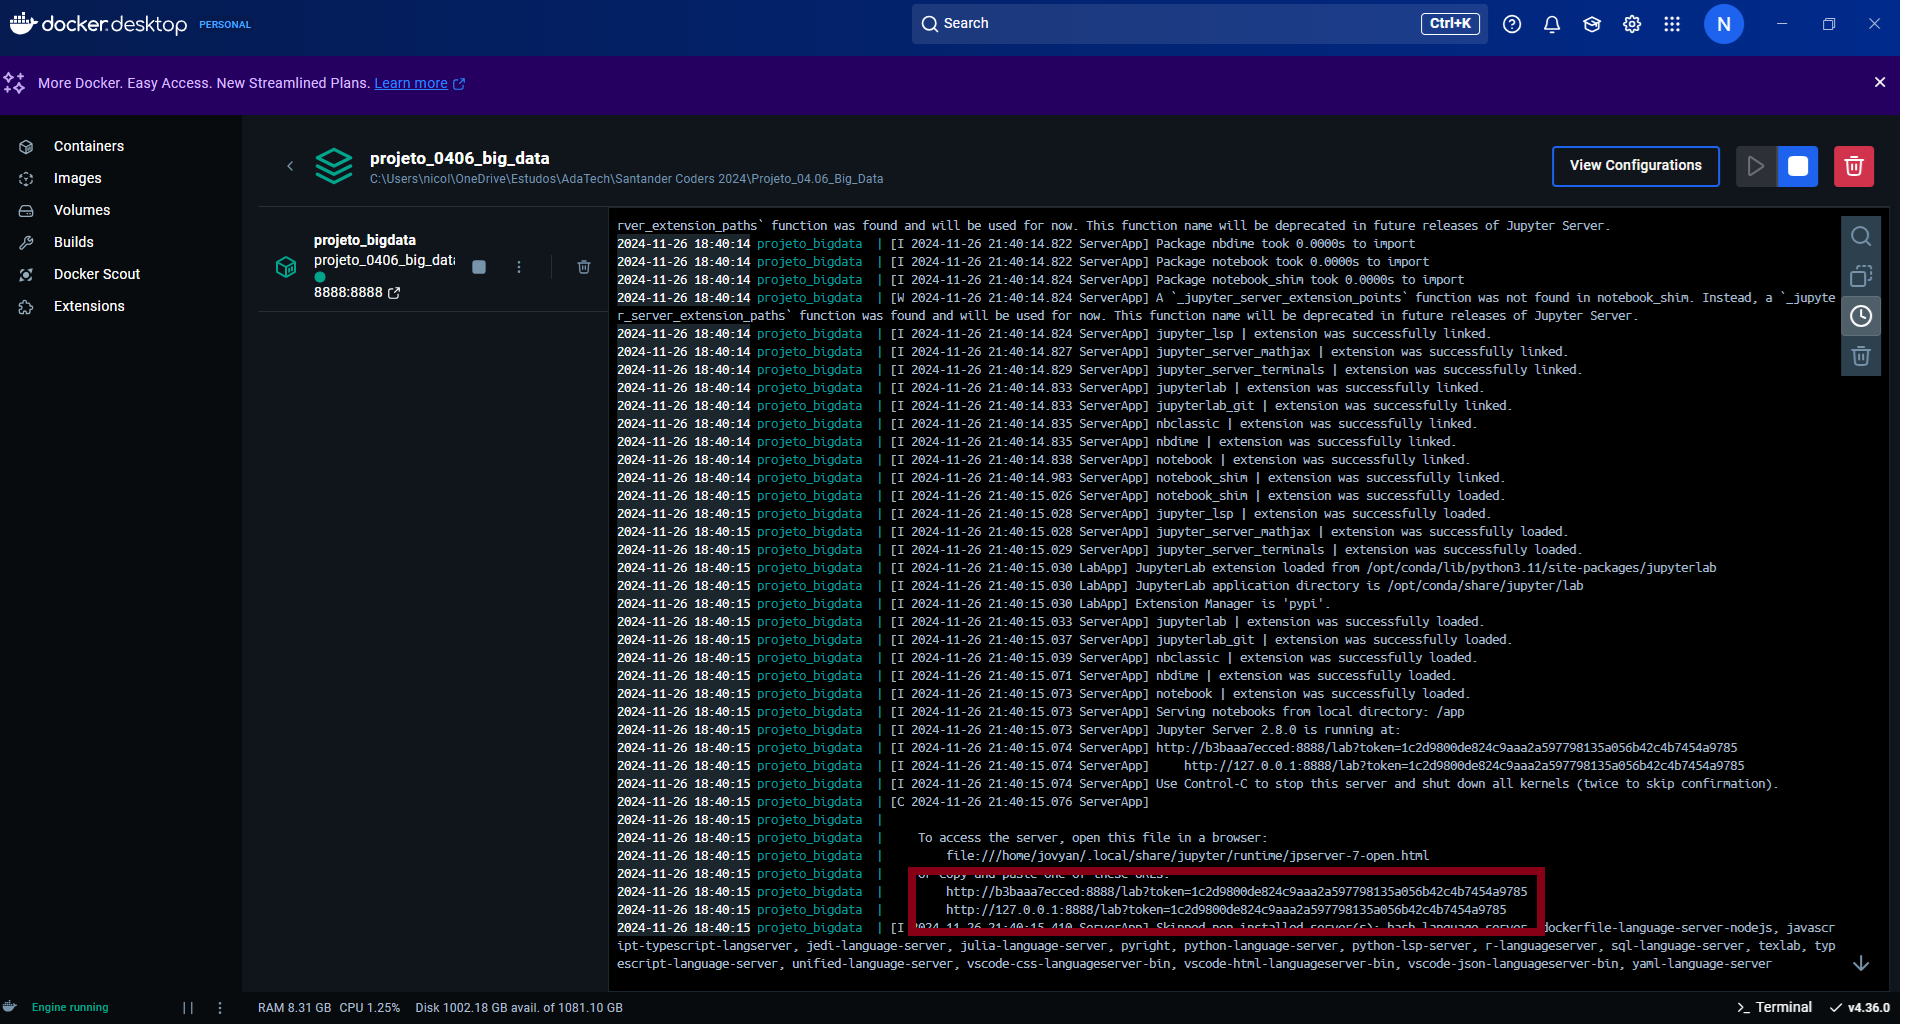 docker desktop PERSONAL
Search
Ctrl+K
N
More Docker. Easy Access. New Streamlined Plans. Learn more
Containers
Images
Volumes
Builds
Docker Scout
Extensions
projeto_0406_big_data
C:\Users\nicol\OneDrive\Estudos\AdaTech\Santander Coders 2024\Projeto_04.06_Big_Data
View Configurations
projeto_bigdata
projeto_0406_big_data
8888:8888
rver_extension_paths` function was found and will be used for now. This function name will be deprecated in future releases of Jupyter Server.
2024-11-26 18:40:14 projeto_bigdata | [I 2024-11-26 21:40:14.822 ServerApp] Package nbdime took 0.0000s to import
2024-11-26 18:40:14 projeto_bigdata | [I 2024-11-26 21:40:14.822 ServerApp] Package notebook took 0.0000s to import
2024-11-26 18:40:14 projeto_bigdata | [I 2024-11-26 21:40:14.824 ServerApp] Package notebook_shim took 0.0000s to import
2024-11-26 18:40:14 projeto_bigdata | [W 2024-11-26 21:40:14.824 ServerApp] A `_jupyter_server_extension_points` function was not found in notebook_shim. Instead, a `_jupyte
r_server_extension_paths` function was found and will be used for now. This function name will be deprecated in future releases of Jupyter Server.
2024-11-26 18:40:14 projeto_bigdata | [I 2024-11-26 21:40:14.824 ServerApp] jupyter_lsp | extension was successfully linked.
2024-11-26 18:40:14 projeto_bigdata | [I 2024-11-26 21:40:14.827 ServerApp] jupyter_server_mathjax | extension was successfully linked.
2024-11-26 18:40:14 projeto_bigdata | [I 2024-11-26 21:40:14.829 ServerApp] jupyter_server_terminals | extension was successfully linked.
2024-11-26 18:40:14 projeto_bigdata | [I 2024-11-26 21:40:14.833 ServerApp] jupyterlab | extension was successfully linked.
2024-11-26 18:40:14 projeto_bigdata | [I 2024-11-26 21:40:14.833 ServerApp] jupyterlab_git | extension was successfully linked.
2024-11-26 18:40:14 projeto_bigdata | [I 2024-11-26 21:40:14.835 ServerApp] nbclassic | extension was successfully linked.
2024-11-26 18:40:14 projeto_bigdata | [I 2024-11-26 21:40:14.835 ServerApp] nbdime | extension was successfully linked.
2024-11-26 18:40:14 projeto_bigdata | [I 2024-11-26 21:40:14.838 ServerApp] notebook | extension was successfully linked.
2024-11-26 18:40:14 projeto_bigdata | [I 2024-11-26 21:40:14.983 ServerApp] notebook_shim | extension was successfully linked.
2024-11-26 18:40:15 projeto_bigdata | [I 2024-11-26 21:40:15.026 ServerApp] notebook_shim | extension was successfully loaded.
2024-11-26 18:40:15 projeto_bigdata | [I 2024-11-26 21:40:15.028 ServerApp] jupyter_lsp | extension was successfully loaded.
2024-11-26 18:40:15 projeto_bigdata | [I 2024-11-26 21:40:15.028 ServerApp] jupyter_server_mathjax | extension was successfully loaded.
2024-11-26 18:40:15 projeto_bigdata | [I 2024-11-26 21:40:15.029 ServerApp] jupyter_server_terminals | extension was successfully loaded.
2024-11-26 18:40:15 projeto_bigdata | [I 2024-11-26 21:40:15.030 LabApp] JupyterLab extension loaded from /opt/conda/lib/python3.11/site-packages/jupyterlab
2024-11-26 18:40:15 projeto_bigdata | [I 2024-11-26 21:40:15.030 LabApp] JupyterLab application directory is /opt/conda/share/jupyter/lab
2024-11-26 18:40:15 projeto_bigdata | [I 2024-11-26 21:40:15.030 LabApp] Extension Manager is 'pypi'.
2024-11-26 18:40:15 projeto_bigdata | [I 2024-11-26 21:40:15.033 ServerApp] jupyterlab | extension was successfully loaded.
2024-11-26 18:40:15 projeto_bigdata | [I 2024-11-26 21:40:15.037 ServerApp] jupyterlab_git | extension was successfully loaded.
2024-11-26 18:40:15 projeto_bigdata | [I 2024-11-26 21:40:15.039 ServerApp] nbclassic | extension was successfully loaded.
2024-11-26 18:40:15 projeto_bigdata | [I 2024-11-26 21:40:15.071 ServerApp] nbdime | extension was successfully loaded.
2024-11-26 18:40:15 projeto_bigdata | [I 2024-11-26 21:40:15.073 ServerApp] notebook | extension was successfully loaded.
2024-11-26 18:40:15 projeto_bigdata | [I 2024-11-26 21:40:15.073 ServerApp] Serving notebooks from local directory: /app
2024-11-26 18:40:15 projeto_bigdata | [I 2024-11-26 21:40:15.073 ServerApp] Jupyter Server 2.8.0 is running at:
2024-11-26 18:40:15 projeto_bigdata | [I 2024-11-26 21:40:15.074 ServerApp] http://b3baaa7ecced:8888/lab?token=1c2d9800de824c9aaa2a597798135a056b42c4b7454a9785
2024-11-26 18:40:15 projeto_bigdata | [I 2024-11-26 21:40:15.074 ServerApp] http://127.0.0.1:8888/lab?token=1c2d9800de824c9aaa2a597798135a056b42c4b7454a9785
2024-11-26 18:40:15 projeto_bigdata | [I 2024-11-26 21:40:15.074 ServerApp] Use Control-C to stop this server and shut down all kernels (twice to skip confirmation).
2024-11-26 18:40:15 projeto_bigdata | [C 2024-11-26 21:40:15.076 ServerApp]
2024-11-26 18:40:15 projeto_bigdata |
2024-11-26 18:40:15 projeto_bigdata | To access the server, open this file in a browser:
2024-11-26 18:40:15 projeto_bigdata | file:///home/jovyan/.local/share/jupyter/runtime/jpserver-7-open.html
2024-11-26 18:40:15 projeto_bigdata | Or copy and paste one of these URLs:
2024-11-26 18:40:15 projeto_bigdata | http://b3baaa7ecced:8888/lab?token=1c2d9800de824c9aaa2a597798135a056b42c4b7454a9785
2024-11-26 18:40:15 projeto_bigdata | http://127.0.0.1:8888/lab?token=1c2d9800de824c9aaa2a597798135a056b42c4b7454a9785
2024-11-26 18:40:15 projeto_bigdata | [I 2024-11-26 21:40:15.410 ServerApp] Skipped non-installed server(s): bash-language-server, dockerfile-language-server-nodejs, javascr
ipt-typescript-langserver, jedi-language-server, julia-language-server, pyright, python-language-server, python-lsp-server, r-languageserver, sql-language-server, texlab, typ
escript-language-server, unified-language-server, vscode-css-languageserver-bin, vscode-html-languageserver-bin, vscode-json-languageserver-bin, yaml-language-server
Engine running
RAM 8.31 GB CPU 1.25% Disk 1002.18 GB avail. of 1081.10 GB
Terminal
v4.36.0